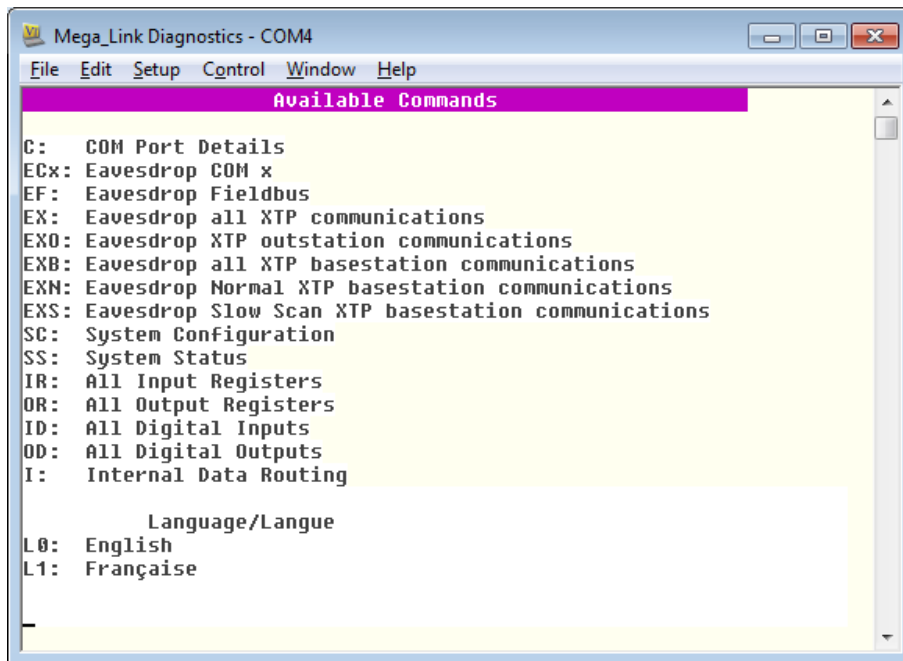 Mega_Link Diagnostics - COM4
File Edit Setup Control Window Help
Available Commands
C: COM Port Details
ECx: Eavesdrop COM x
EF: Eavesdrop Fieldbus
EX: Eavesdrop all XTP communications
EXO: Eavesdrop XTP outstation communications
EXB: Eavesdrop all XTP basestation communications
EXN: Eavesdrop Normal XTP basestation communications
EXS: Eavesdrop Slow Scan XTP basestation communications
SC: System Configuration
SS: System Status
IR: All Input Registers
OR: All Output Registers
ID: All Digital Inputs
OD: All Digital Outputs
I: Internal Data Routing
Language/Langue
L0: English
L1: Française